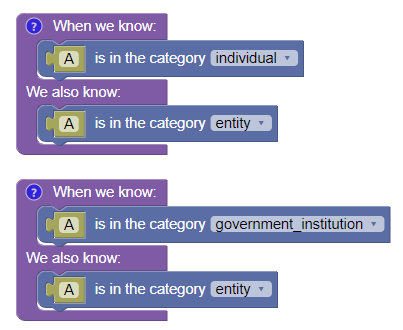 ? When we know:
A is in the category individual
We also know:
A is in the category entity
? When we know:
A is in the category government_institution
We also know:
A is in the category entity